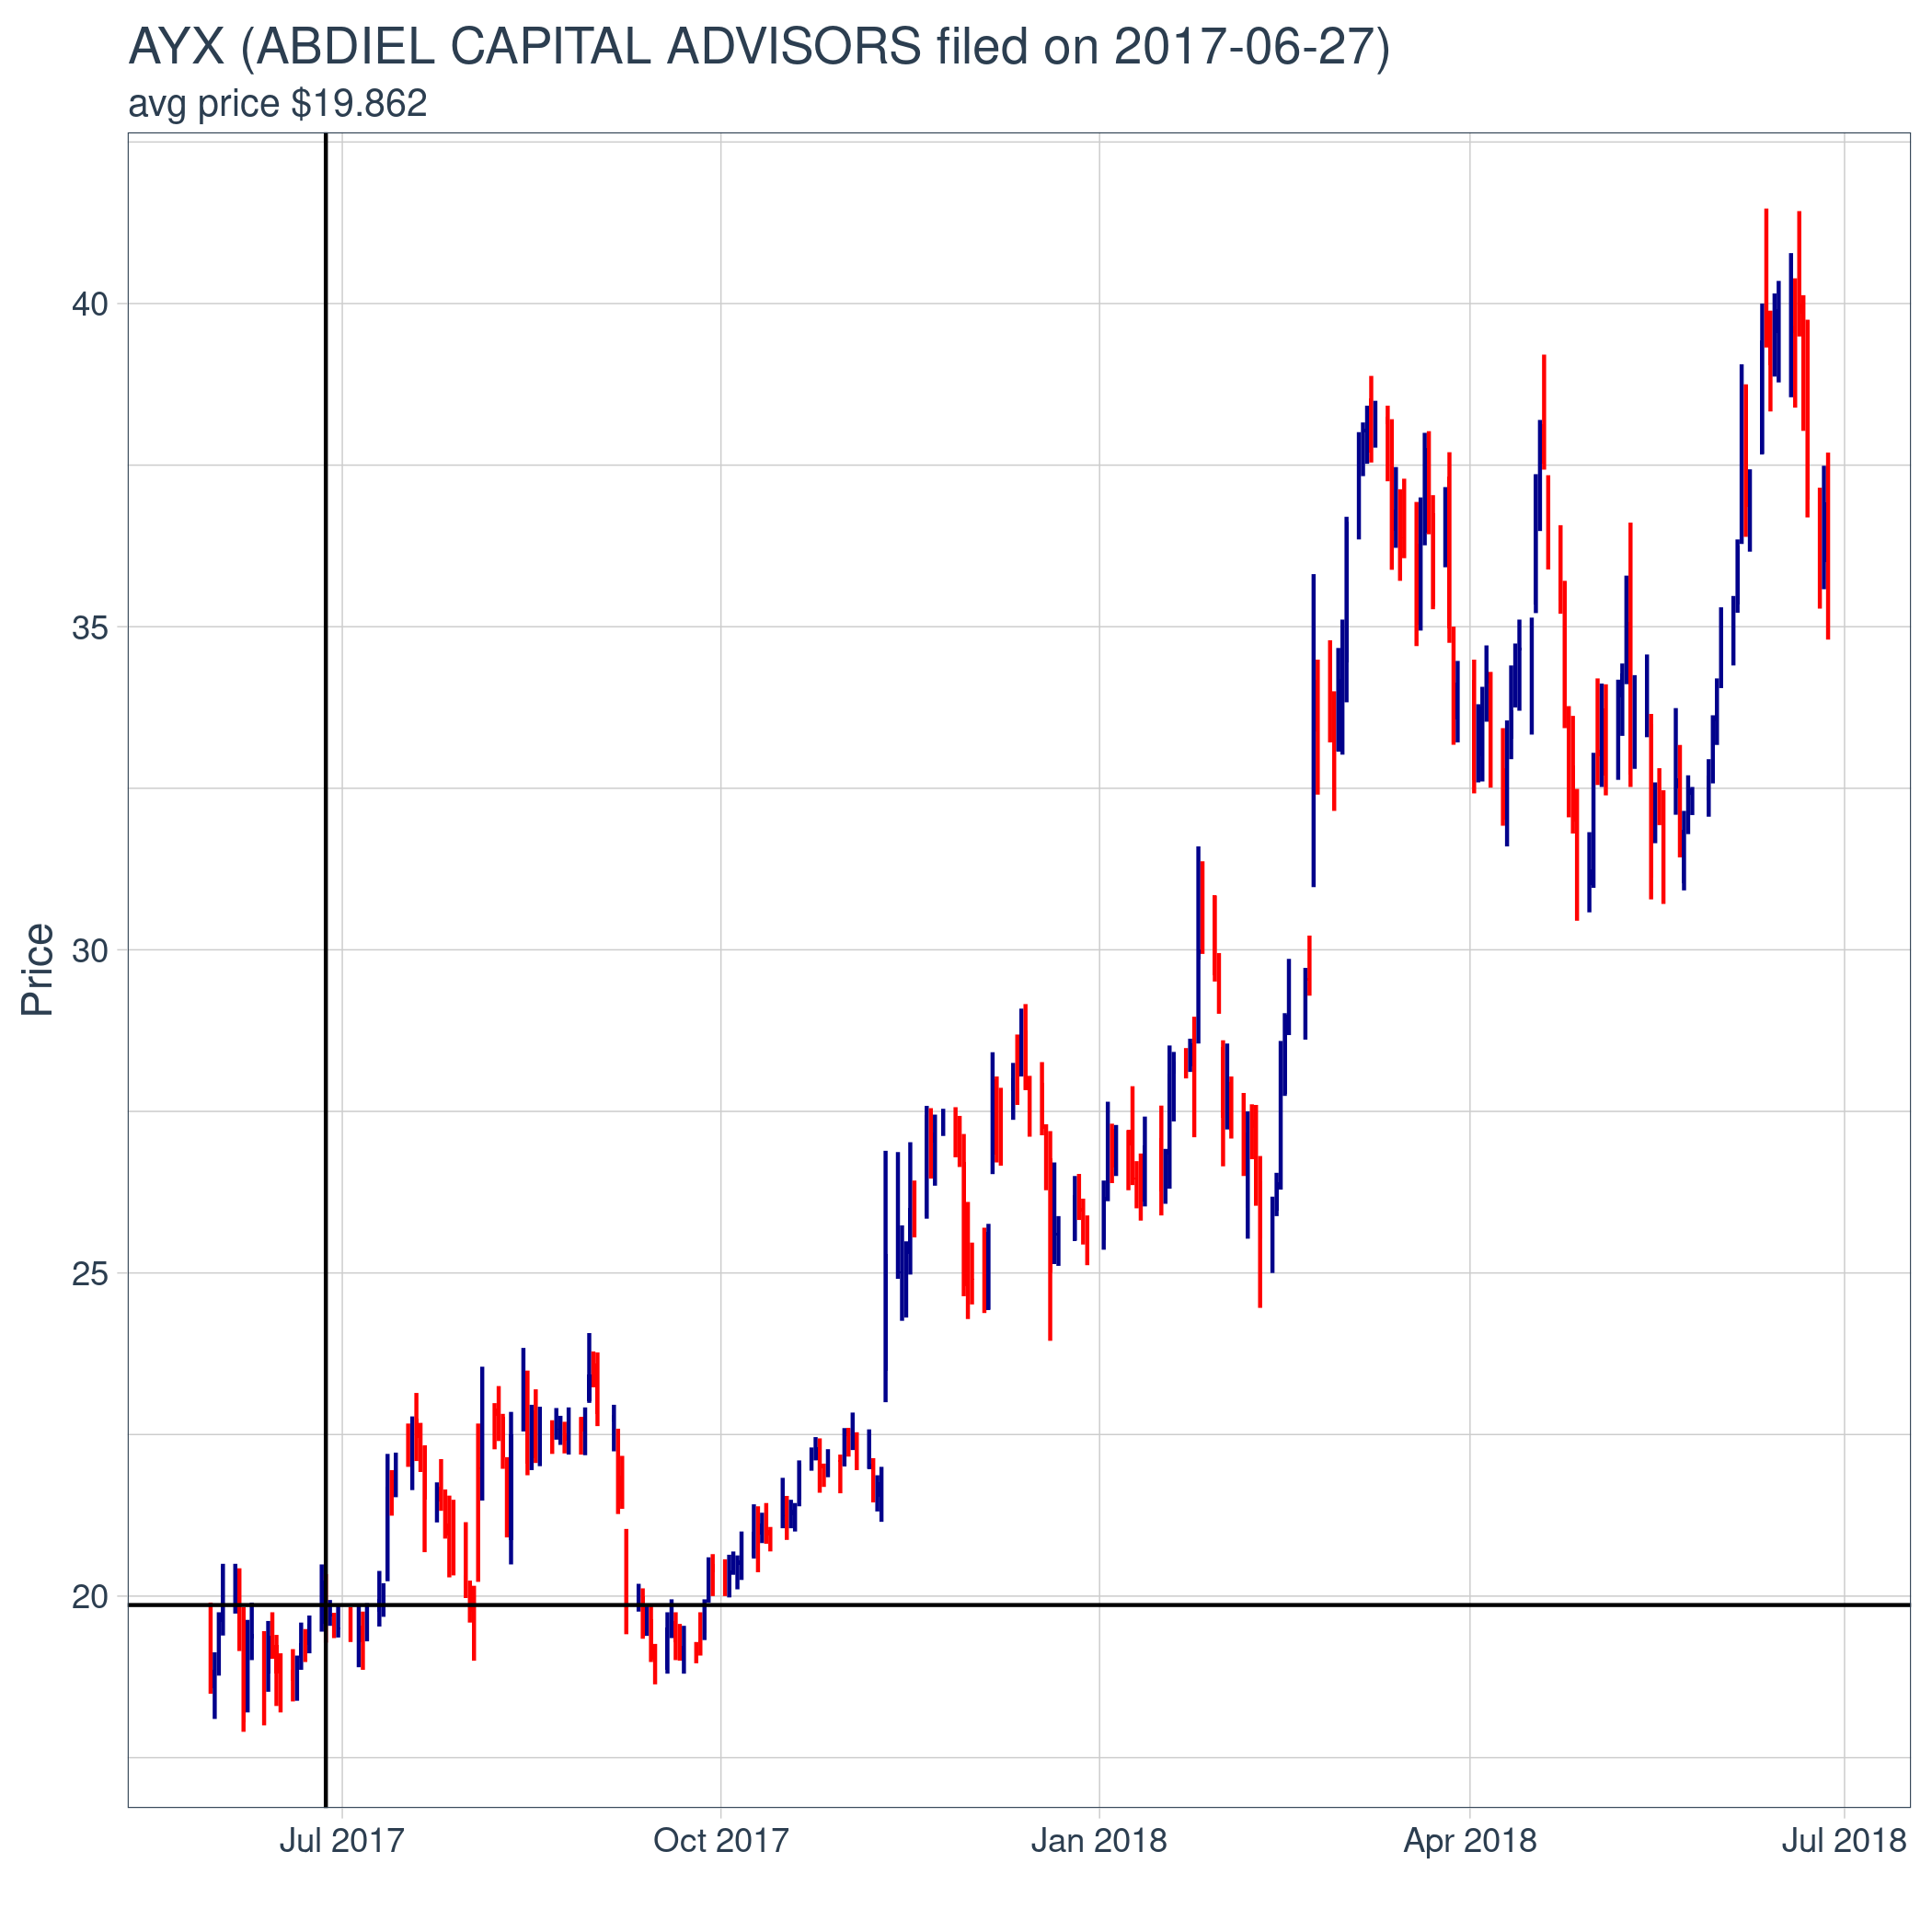 AYX (ABDIEL CAPITAL ADVISORS filed on 2017-06-27)
avg price $19.862
40
35
30
25
20
Price
Jul 2017
Oct 2017
Jan 2018
Apr 2018
Jul 2018